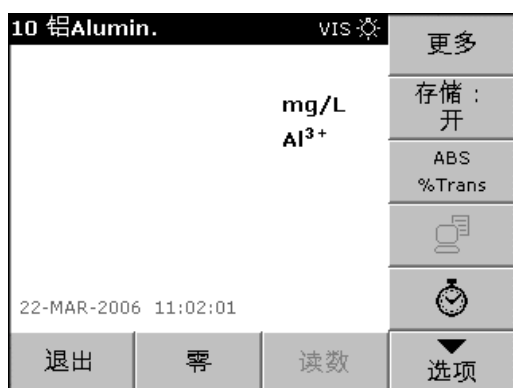 10 铝Alumin. VIS
更多
存储：
开
mg/L
Al³⁺
ABS
%Trans
22-MAR-2006 11:02:01
退出 零 读数 选项